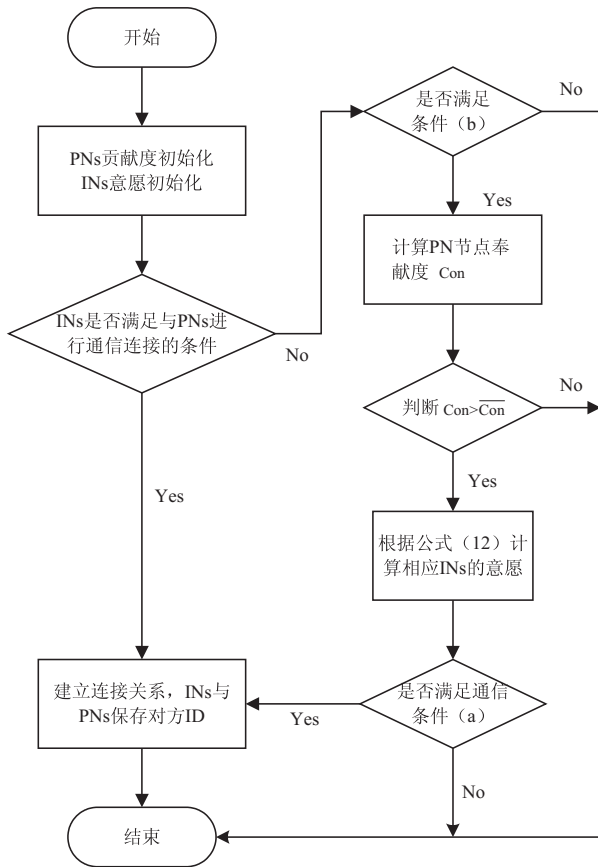 开始
PNs贡献度初始化
INs意愿初始化
INs是否满足与PNs进
行通信连接的条件
No
Yes
建立连接关系，INs与
PNs保存对方ID
结束
是否满足
条件（b）
No
Yes
计算PN节点奉
献度 Con
判断 Con>C̅o̅n̅
No
Yes
根据公式（12）计
算相应INs的意愿
是否满足通信
条件（a）
Yes
No